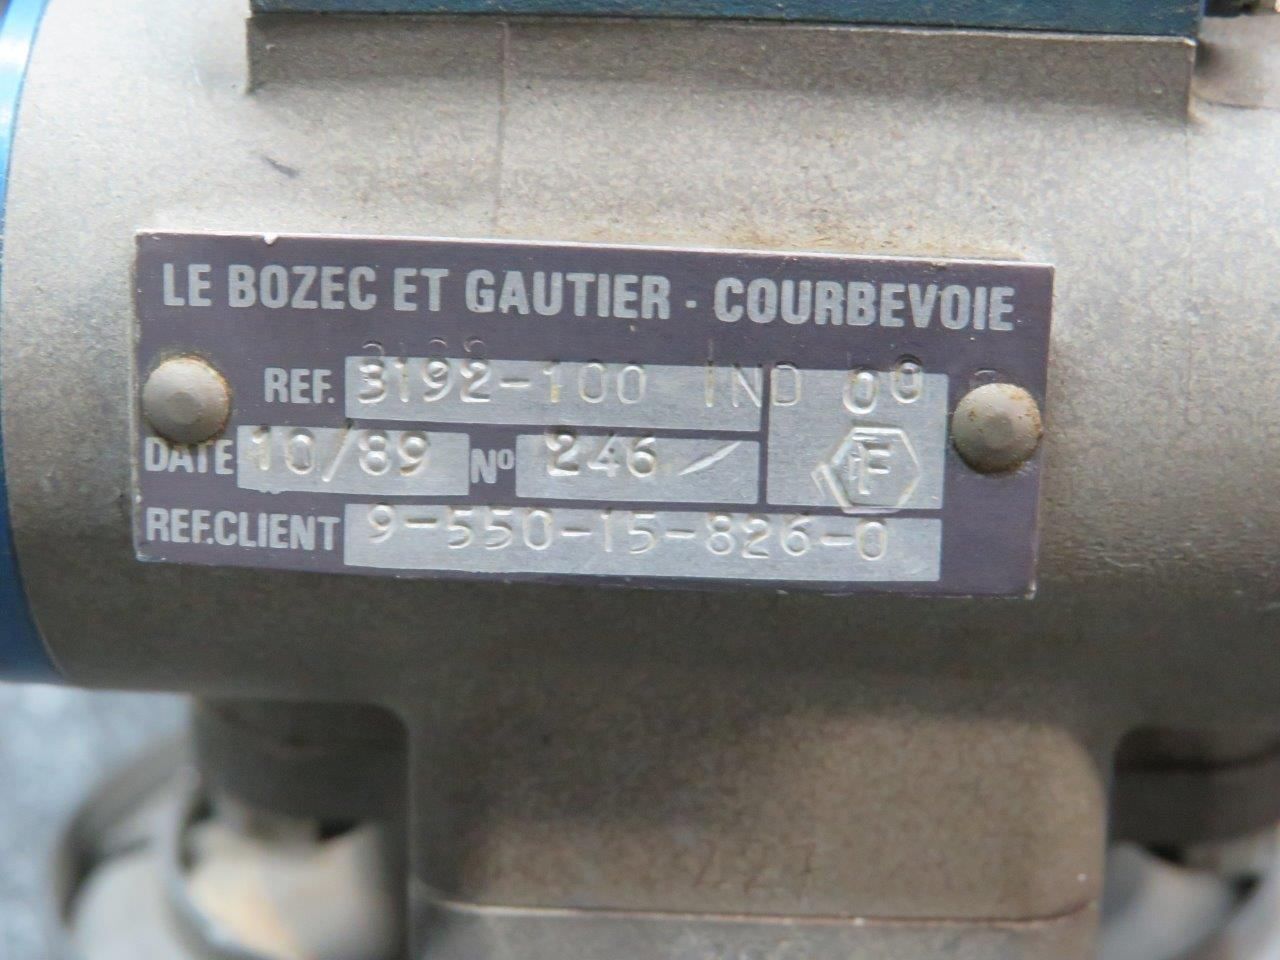 LE BOZEC ET GAUTIER - COURBEVOIE
REF. 3192-100 IND 00
DATE 10/89 Nº 246 / F
REF.CLIENT 9-550-15-826-0